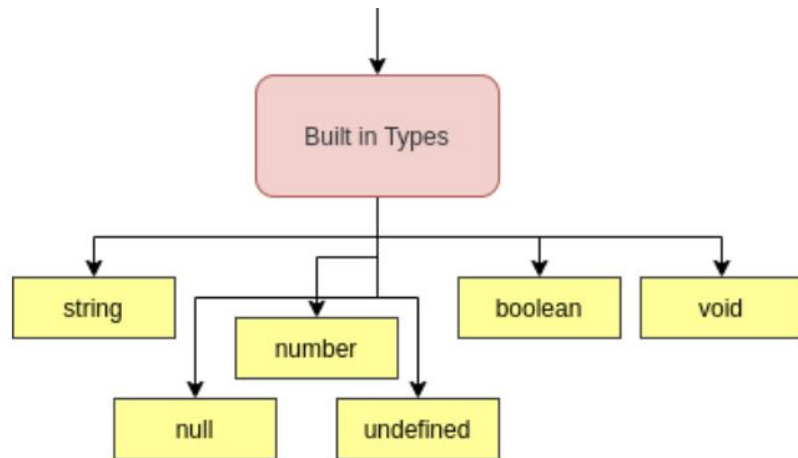 Built in Types
string
boolean
void
number
null
undefined